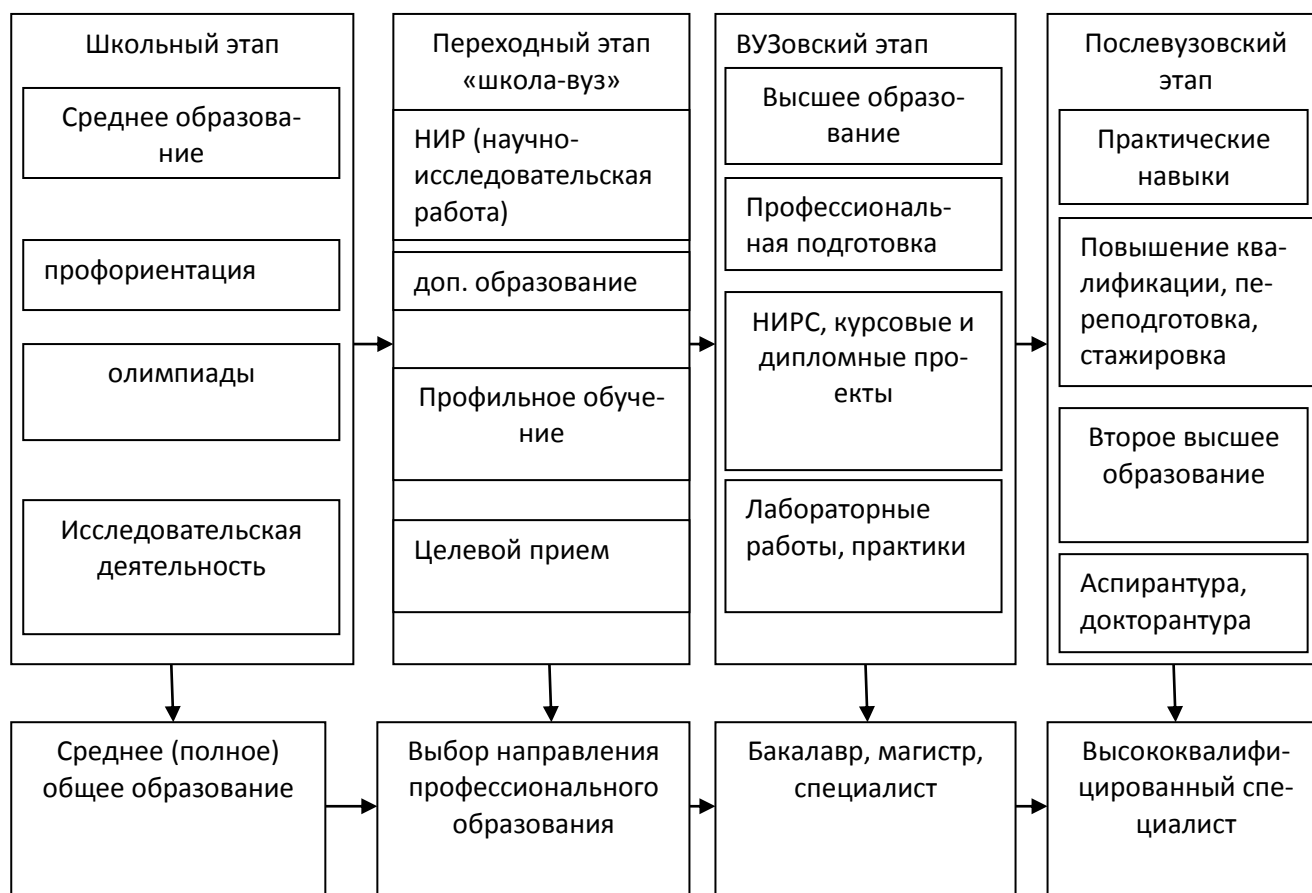 Школьный этап
Среднее образова-
ние
профориентация
олимпиады
Исследовательская
деятельность
Переходный этап
«школа-вуз»
НИР (научно-
исследовательская
работа)
доп. образование
Профильное обуче-
ние
Целевой прием
ВУЗовский этап
Высшее образо-
вание
Профессиональ-
ная подготовка
НИРС, курсовые и
дипломные про-
екты
Лабораторные
работы, практики
Послевузовский
этап
Практические
навыки
Повышение ква-
лификации, пе-
реподготовка,
стажировка
Второе высшее
образование
Аспирантура,
докторантура
Среднее (полное)
общее образование
Выбор направления
профессионального
образования
Бакалавр, магистр,
специалист
Высококвалифи-
цированный спе-
циалист